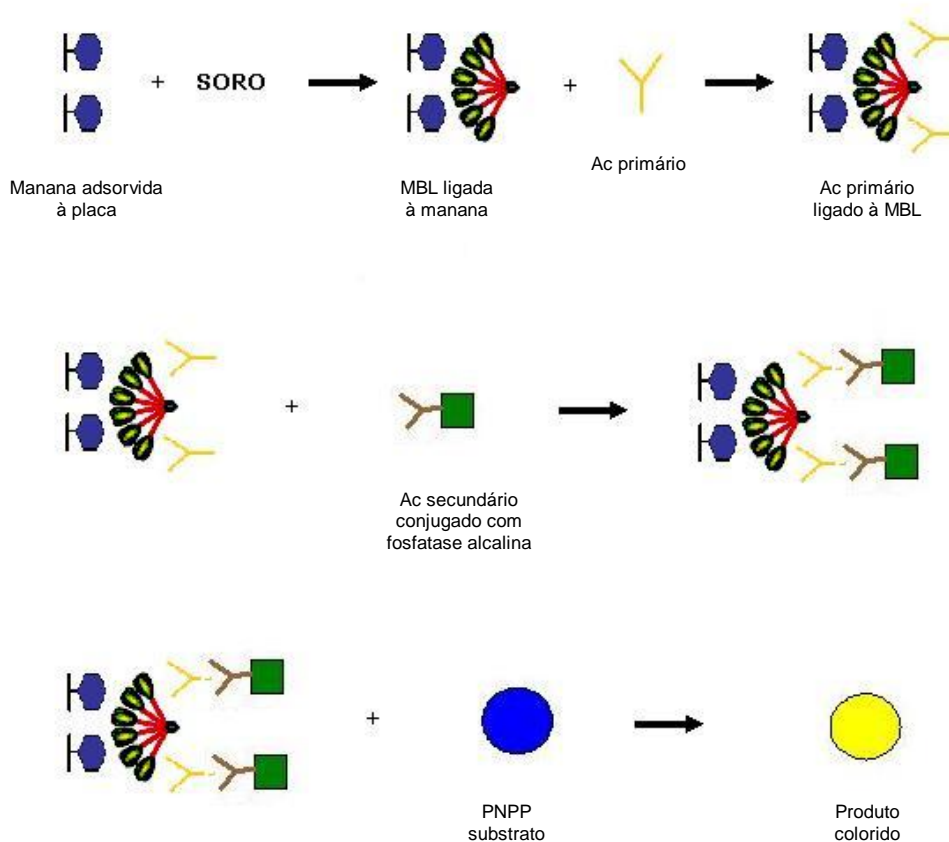 + SORO +
Ac primário
Manana adsorvida
à placa
MBL ligada
à manana
Ac primário
ligado à MBL
+
Ac secundário
conjugado com
fosfatase alcalina
+
PNPP
substrato
Produto
colorido